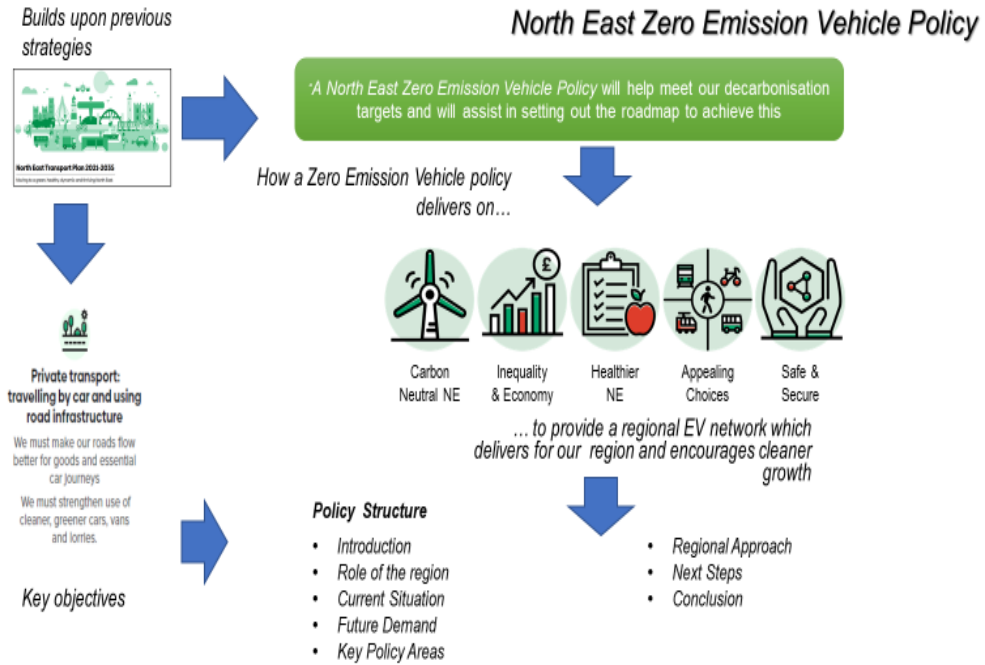 Builds upon previous
strategies
North East Zero Emission Vehicle Policy
North East Transport Plan 2021-2035
"A North East Zero Emission Vehicle Policy will help meet our decarbonisation
targets and will assist in setting out the roadmap to achieve this
How a Zero Emission Vehicle policy
delivers on...
£
Carbon
Neutral NE
Inequality
& Economy
Healthier
NE
Appealing
Choices
Safe &
Secure
... to provide a regional EV network which
delivers for our region and encourages cleaner
growth
Private transport:
travelling by car and using
road infrastructure
We must make our roads flow
better for goods and essential
car journeys
We must strengthen use of
cleaner, greener cars, vans
and lorries.
Key objectives
Policy Structure
• Introduction
• Role of the region
• Current Situation
• Future Demand
• Key Policy Areas
• Regional Approach
• Next Steps
• Conclusion